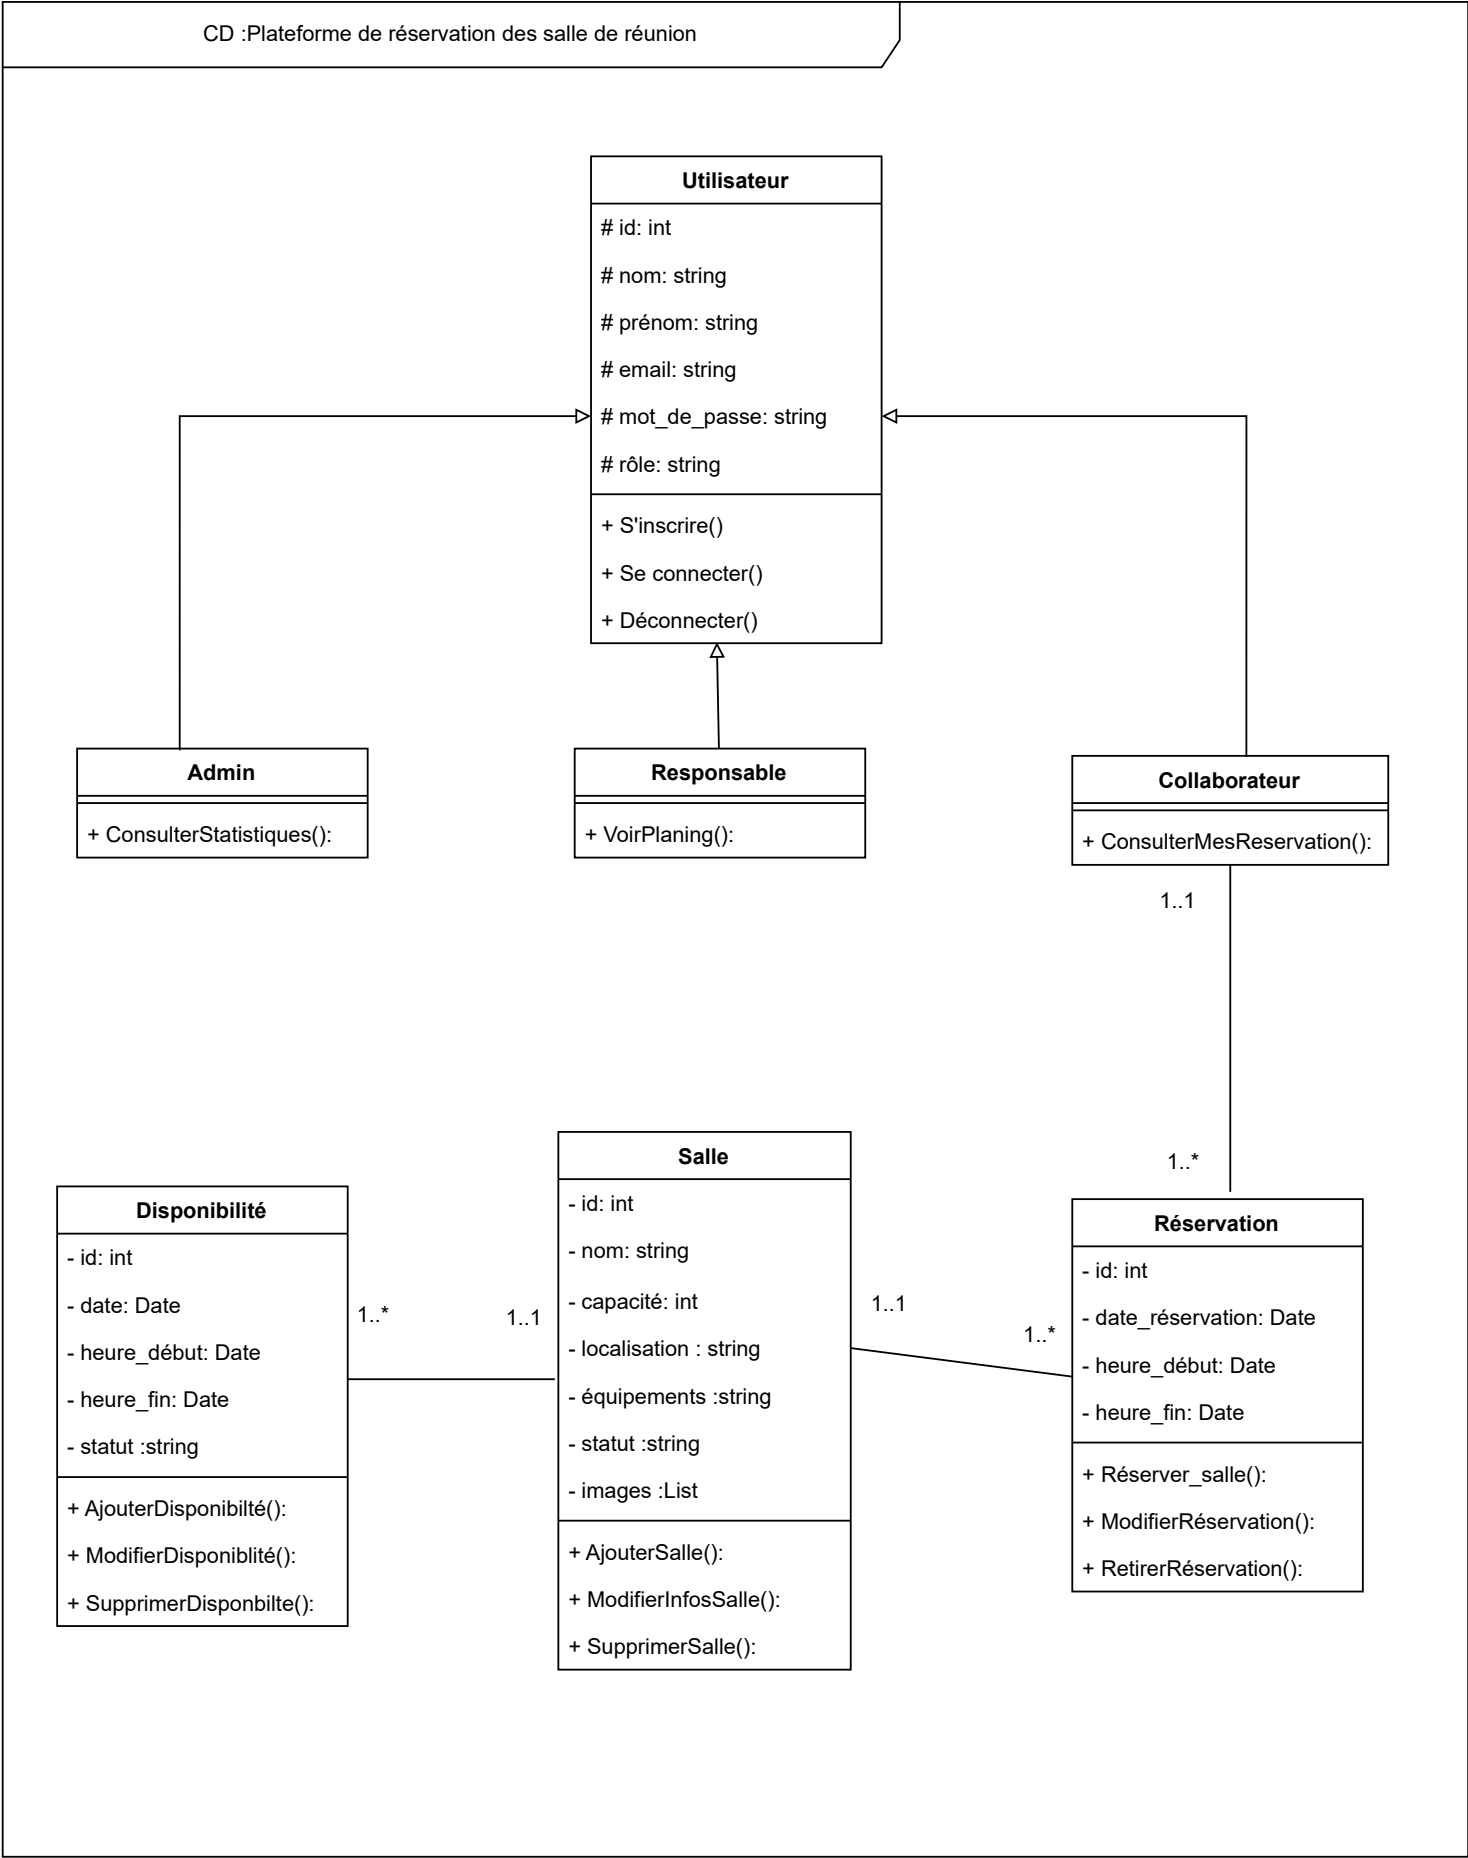 CD :Plateforme de réservation des salle de réunion
Utilisateur
# id: int
# nom: string
# prénom: string
# email: string
# mot_de_passe: string
# rôle: string
+ S'inscrire()
+ Se connecter()
+ Déconnecter()
Admin
+ ConsulterStatistiques():
Responsable
+ VoirPlaning():
Collaborateur
+ ConsulterMesReservation():
1..1
1..*
Disponibilité
- id: int
- date: Date
- heure_début: Date
- heure_fin: Date
- statut :string
+ AjouterDisponibilté():
+ ModifierDisponiblité():
+ SupprimerDisponbilte():
1..*
1..1
Salle
- id: int
- nom: string
- capacité: int
- localisation : string
- équipements :string
- statut :string
- images :List
+ AjouterSalle():
+ ModifierInfosSalle():
+ SupprimerSalle():
1..1
1..*
Réservation
- id: int
- date_réservation: Date
- heure_début: Date
- heure_fin: Date
+ Réserver_salle():
+ ModifierRéservation():
+ RetirerRéservation():